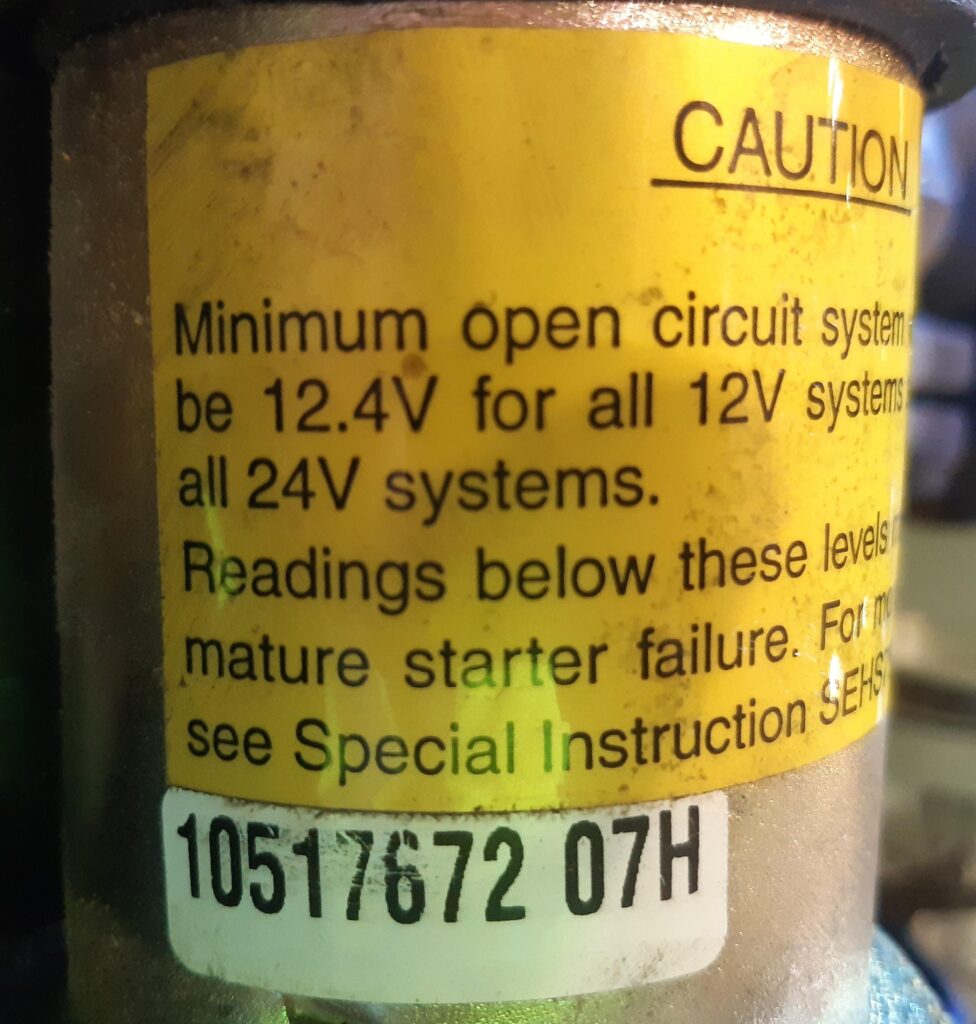 CAUTION
Minimum open circuit system
be 12.4V for all 12V systems
all 24V systems.
Readings below these levels
mature starter failure. For
see Special Instruction
10517672 07H